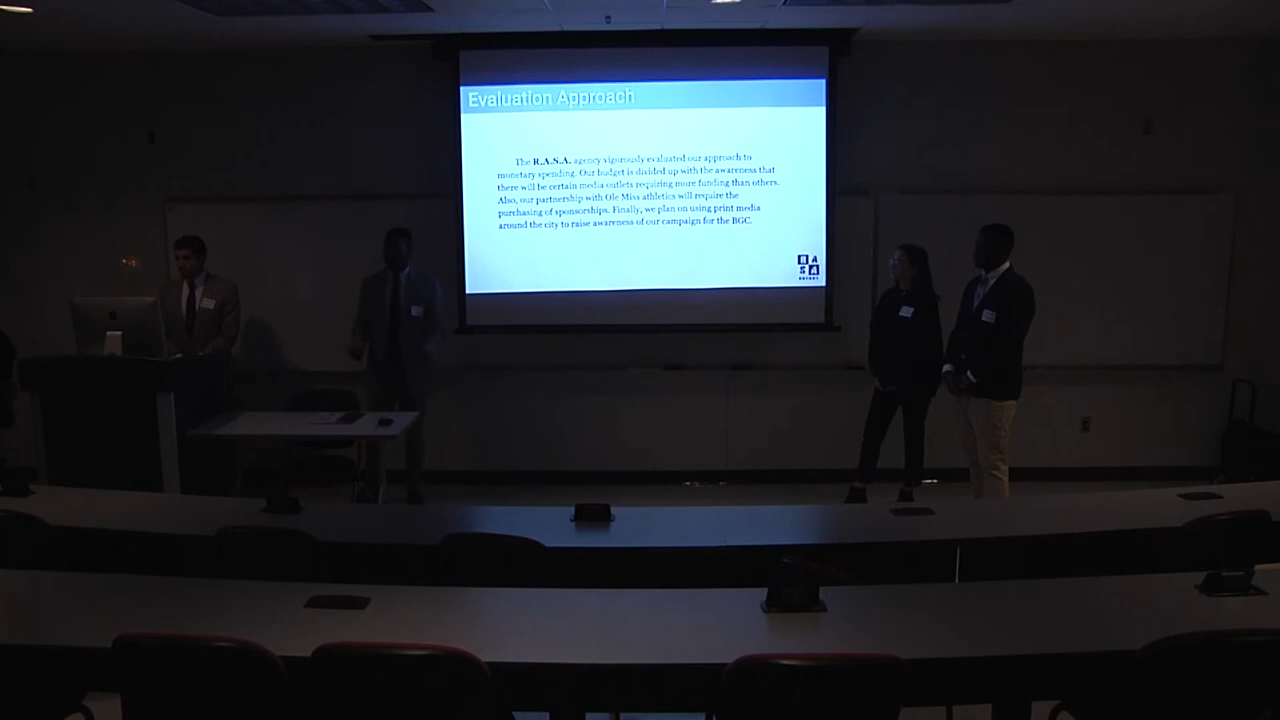 Evaluation Approach
The R.A.S.A. agency vigorously evaluated our approach to
monetary spending. Our budget is divided up with the awareness that
there will be certain media outlets requiring more funding than others.
Also, our partnership with Ole Miss athletics will require the
purchasing of sponsorships. Finally, we plan on using print media
around the city to raise awareness of our campaign for the BGC.
R A
S A
AGENCY